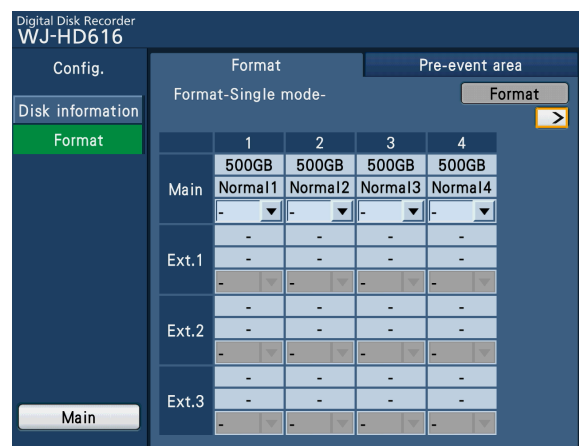 Digital Disk Recorder
WJ-HD616
Config.
Disk information
Format
Main
Format
Pre-event area
Format-Single mode-
Format
>
1 2 3 4
500GB 500GB 500GB 500GB
Main Normal1 Normal2 Normal3 Normal4
- - - -
- - - -
Ext.1 - - - -
- - - -
- - - -
Ext.2 - - - -
- - - -
- - - -
Ext.3 - - - -
- - - -